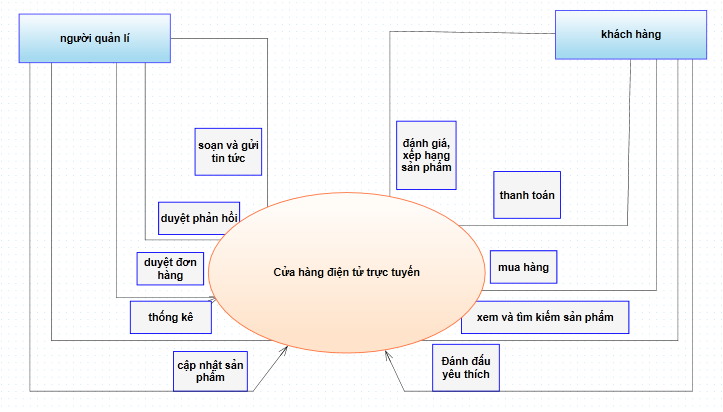 người quản lí
khách hàng
soạn và gửi
tin tức
đánh giá,
xếp hạng
sản phẩm
thanh toán
duyệt phản hồi
duyệt đơn
hàng
Cửa hàng điện tử trực tuyến
mua hàng
thống kê
xem và tìm kiếm sản phẩm
cập nhật sản
phẩm
Đánh đấu
yêu thích